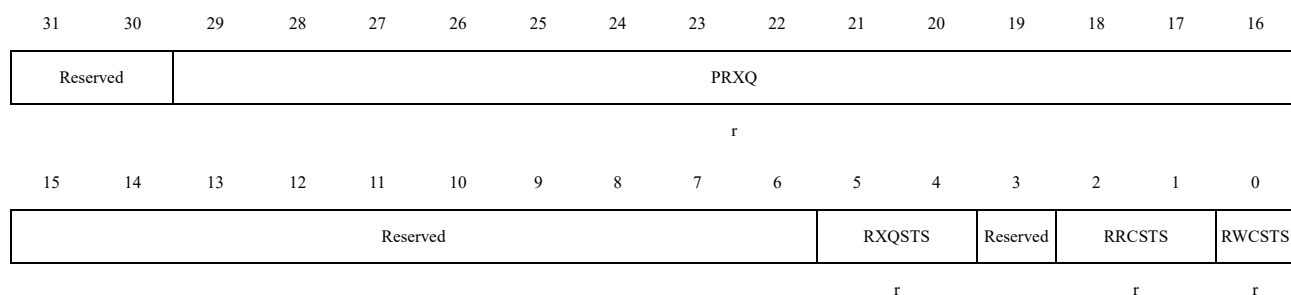 31 30 29 28 27 26 25 24 23 22 21 20 19 18 17 16
Reserved PRXQ
r
15 14 13 12 11 10 9 8 7 6 5 4 3 2 1 0
Reserved RXQSTS Reserved RRCSTS RWCSTS
r r r